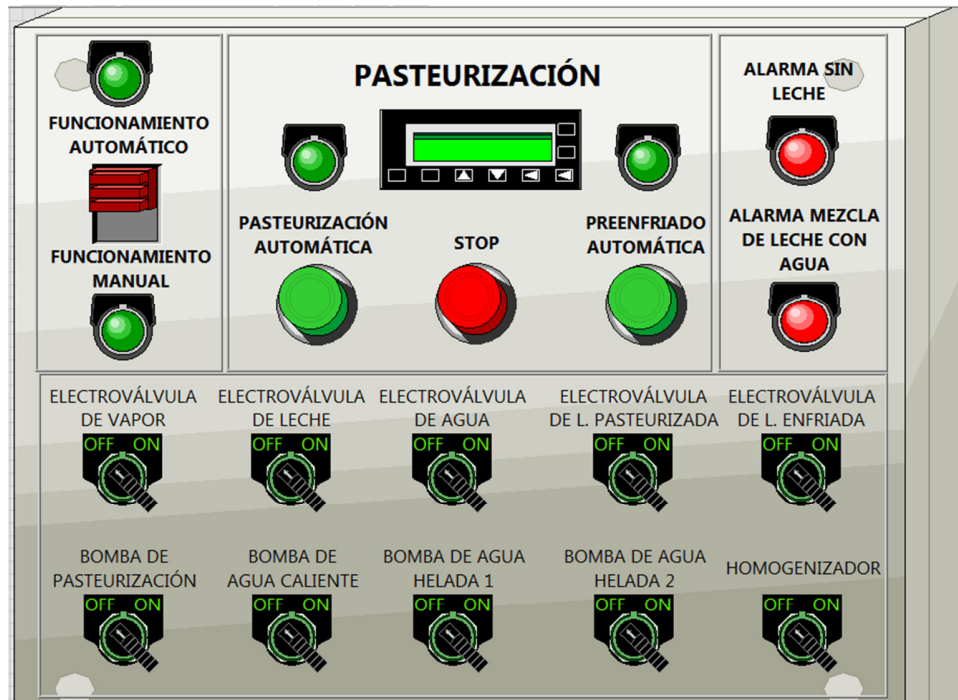 FUNCIONAMIENTO
AUTOMÁTICO
FUNCIONAMIENTO
MANUAL
PASTEURIZACIÓN
PASTEURIZACIÓN
AUTOMÁTICA
STOP
PREENFRIADO
AUTOMÁTICA
ALARMA SIN
LECHE
ALARMA MEZCLA
DE LECHE CON
AGUA
ELECTROVÁLVULA
DE VAPOR
OFF ON
ELECTROVÁLVULA
DE LECHE
OFF ON
ELECTROVÁLVULA
DE AGUA
OFF ON
ELECTROVÁLVULA
DE L. PASTEURIZADA
OFF ON
ELECTROVÁLVULA
DE L. ENFRIADA
OFF ON
BOMBA DE
PASTEURIZACIÓN
OFF ON
BOMBA DE
AGUA CALIENTE
OFF ON
BOMBA DE AGUA
HELADA 1
OFF ON
BOMBA DE AGUA
HELADA 2
OFF ON
HOMOGENIZADOR
OFF ON